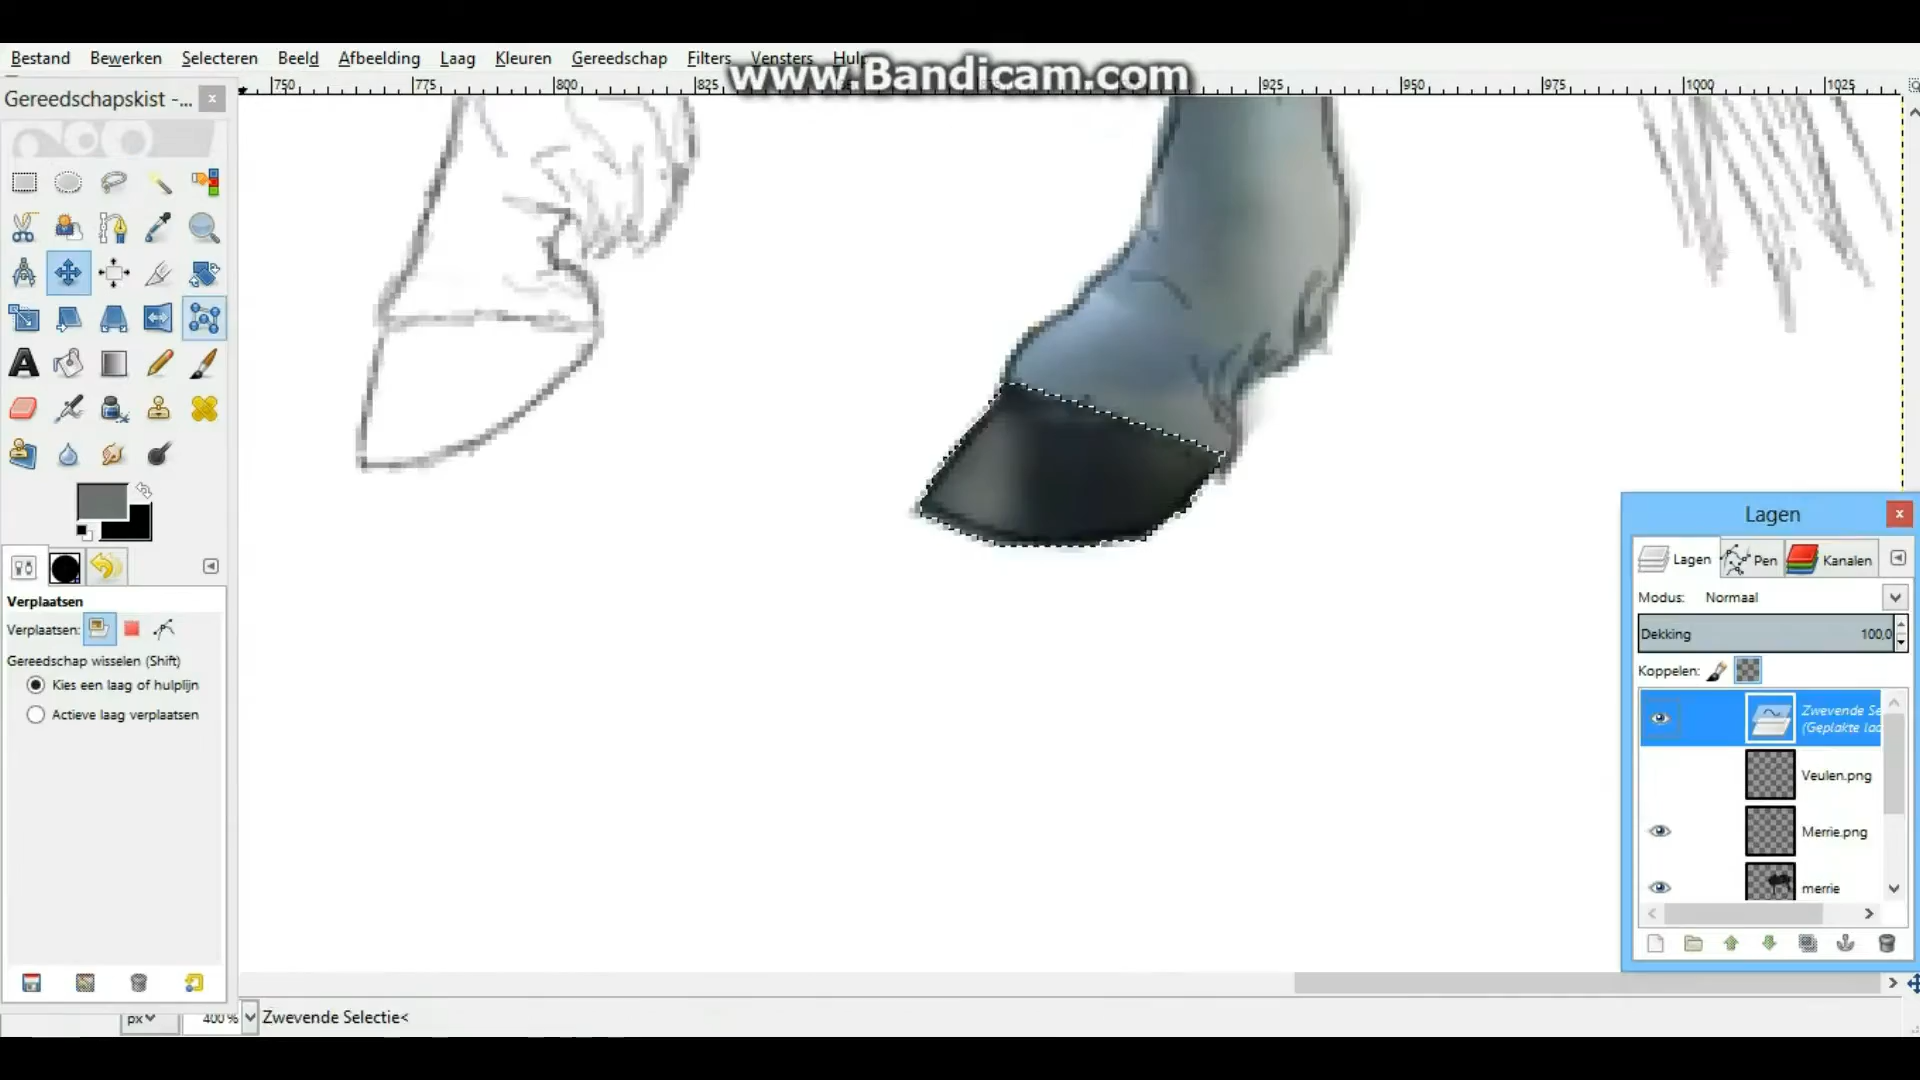 Bestand Bewerken Selecteren Beeld Afbeelding Laag Kleuren Gereedschap Filters Vensters Hulp
www.Bandicam.com
Gereedschapskist -...
750 775 800 825 925 950 975 1000 1025
Verplaatsen
Verplaatsen:
Gereedschap wisselen (Shift)
Kies een laag of hulplijn
Actieve laag verplaatsen
Lagen
Lagen Pen Kanalen
Modus: Normaal
Dekking 100,0
Koppelen:
Zwevende Se
(Geplakte laa
Veulen.png
Merrie.png
merrie
px 400 % Zwevende Selectie<